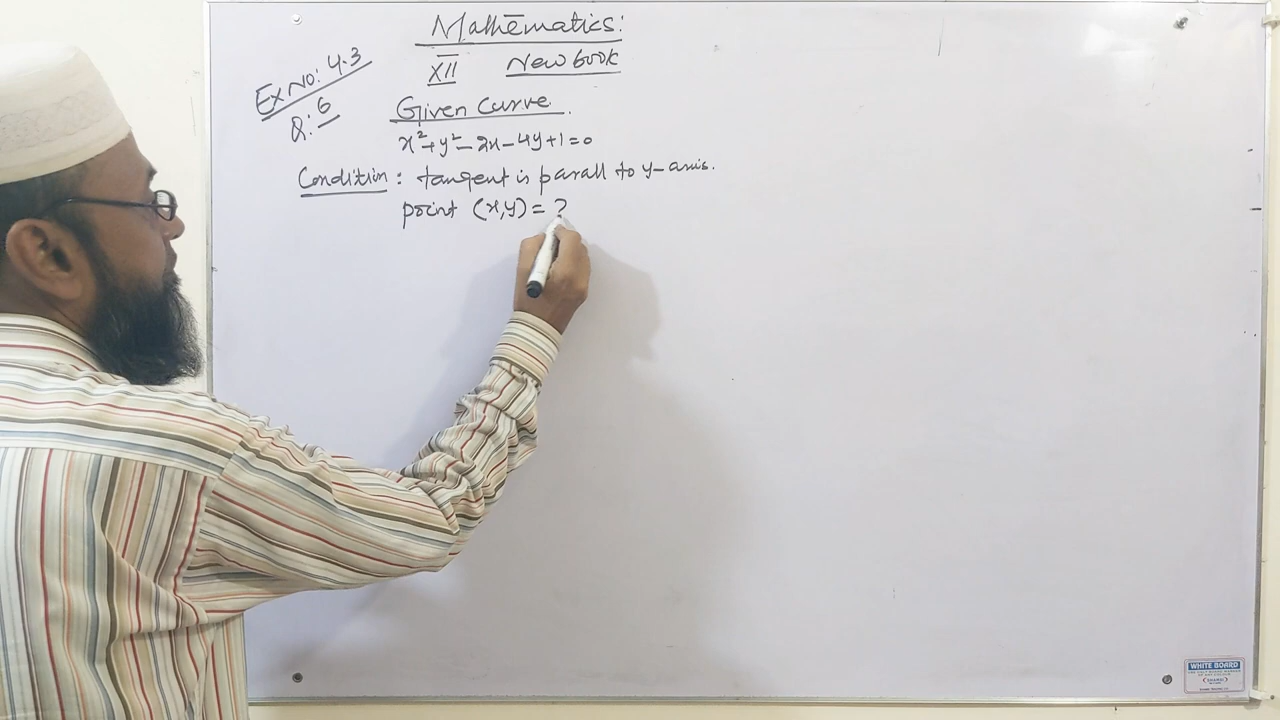 Mathematics:
XII New book
Ex NO: 4.3
Q: 6
Given Curve.
x²+y²-2x-4y+1=0
Condition: tangent is parall to y-axis.
point (x,y) = ?
WHITE BOARD